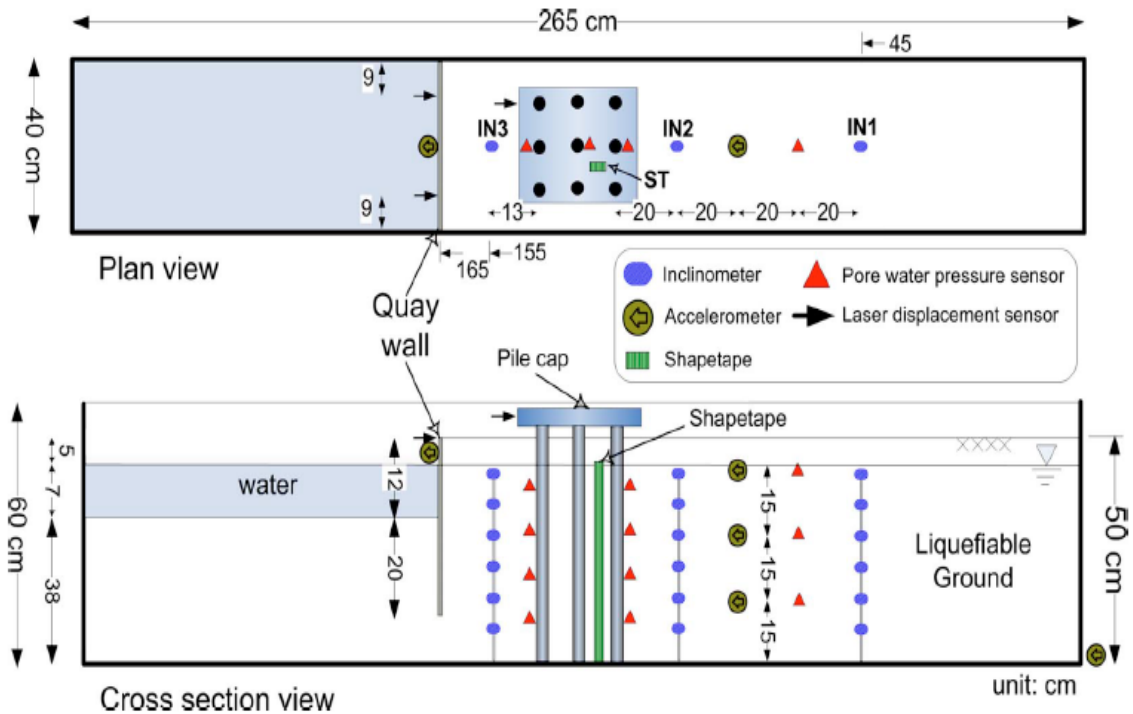 265 cm
45
9
40 cm
IN3
IN2
IN1
ST
9
13
20
20
20
20
155
165
Plan view
Quay
wall
Inclinometer
Pore water pressure sensor
Accelerometer
Laser displacement sensor
Shapetape
Pile cap
Shapetape
5
7
12
water
60 cm
38
20
15
15
15
Liquefiable
Ground
50 cm
unit: cm
Cross section view